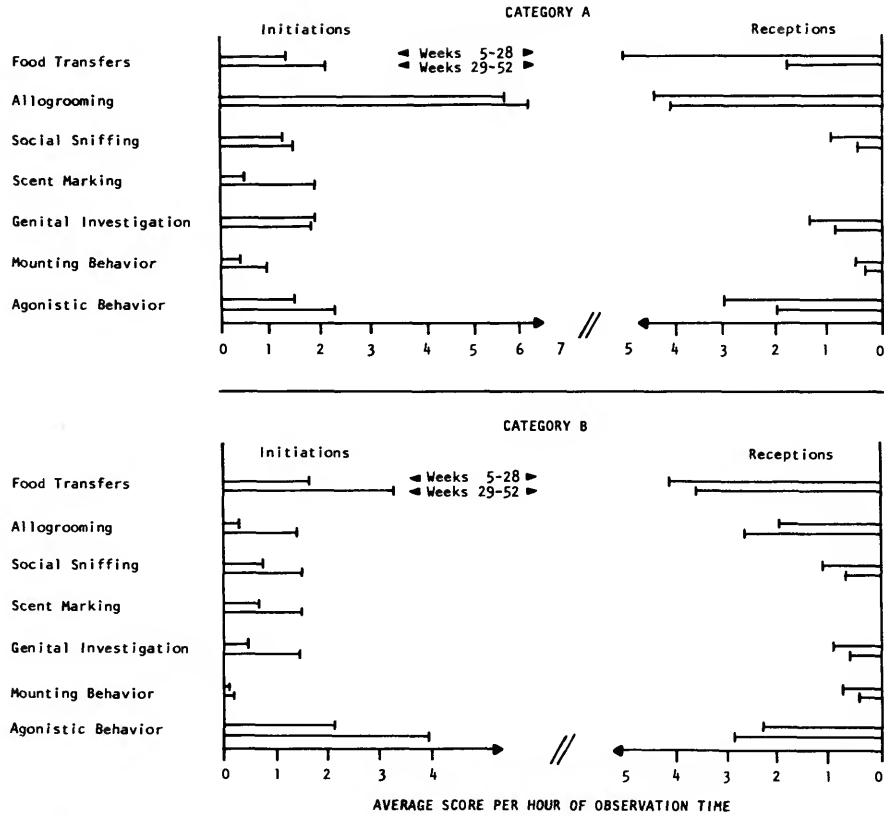 CATEGORY A
Initiations Receptions
Food Transfers ◄ Weeks 5-28 ►
◄ Weeks 29-52 ►
Allogrooming
Social Sniffing
Scent Marking
Genital Investigation
Mounting Behavior
Agonistic Behavior
0 1 2 3 4 5 6 7 // 5 4 3 2 1 0
CATEGORY B
Initiations Receptions
Food Transfers ◄ Weeks 5-28 ►
◄ Weeks 29-52 ►
Allogrooming
Social Sniffing
Scent Marking
Genital Investigation
Mounting Behavior
Agonistic Behavior
0 1 2 3 4 // 5 4 3 2 1 0
AVERAGE SCORE PER HOUR OF OBSERVATION TIME